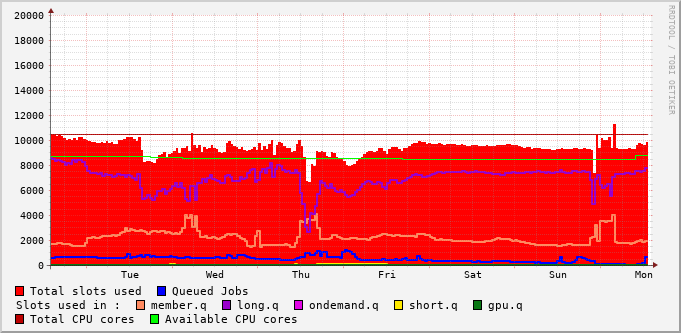 RRDTOOL / TOBI OETIKER
20000
18000
16000
14000
12000
10000
8000
6000
4000
2000
0
Tue Wed Thu Fri Sat Sun Mon
Total slots used Queued Jobs
Slots used in : member.q long.q ondemand.q short.q gpu.q
Total CPU cores Available CPU cores